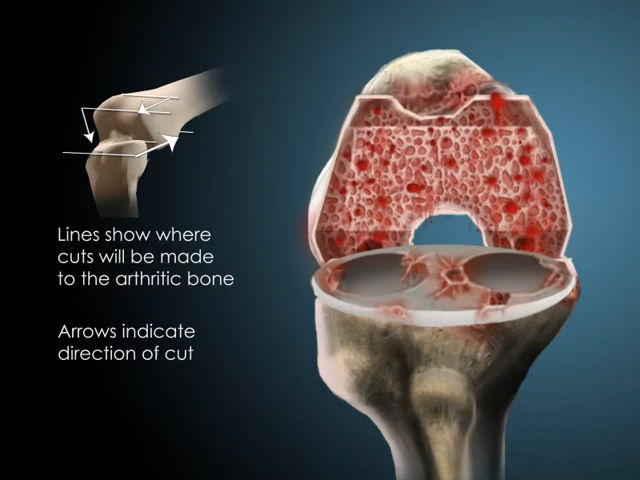 Lines show where
cuts will be made
to the arthritic bone
Arrows indicate
direction of cut